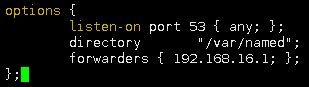 options {
        listen-on port 53 { any; };
        directory       "/var/named";
        forwarders { 192.168.16.1; };
};